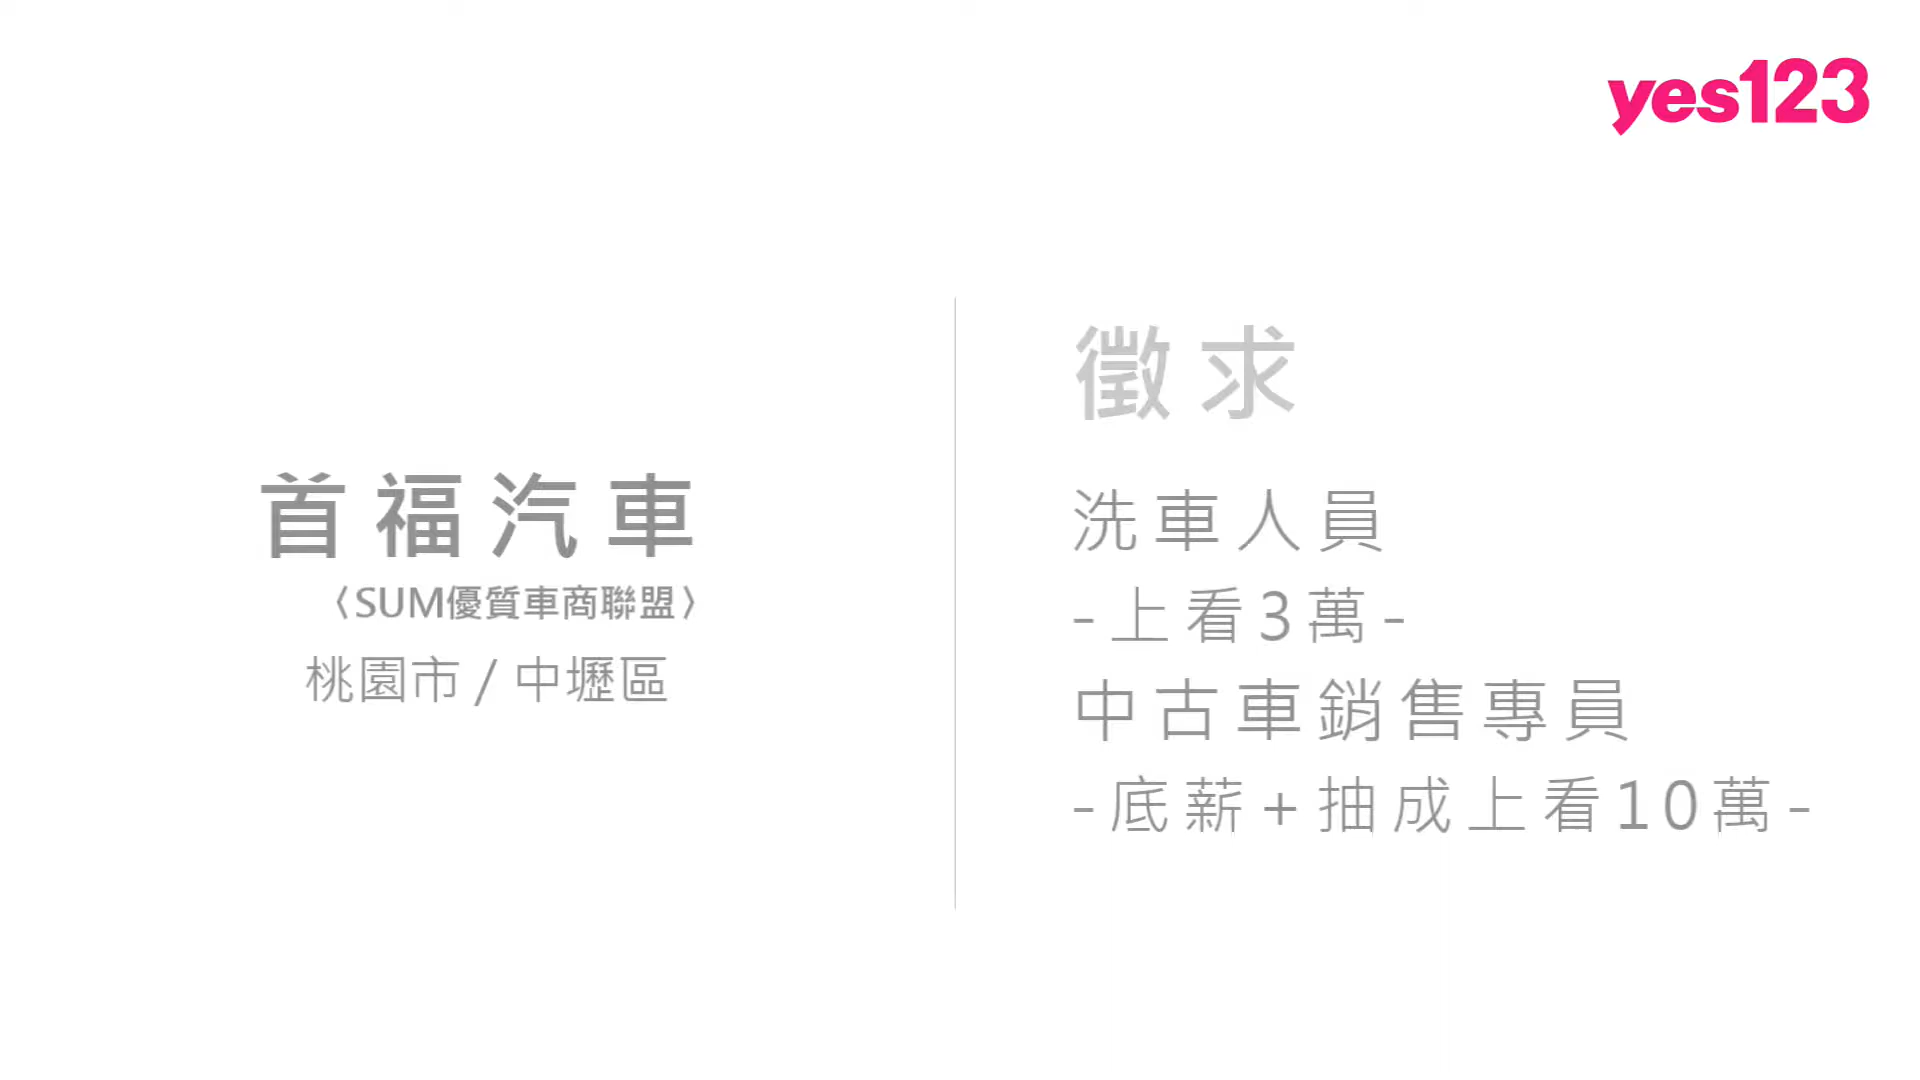 yes123
首福汽車
〈SUM優質車商聯盟〉
桃園市/中壢區
徵求
洗車人員
-上看3萬-
中古車銷售專員
-底薪+抽成上看10萬-